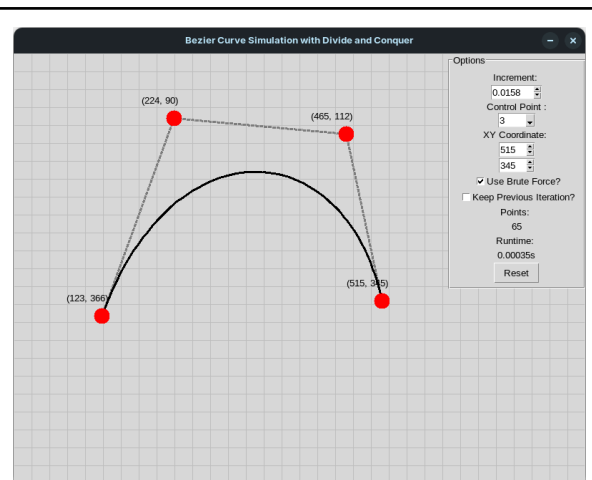 Bezier Curve Simulation with Divide and Conquer
Options
Increment:
0.0158
Control Point :
3
XY Coordinate:
515
345
Use Brute Force?
Keep Previous Iteration?
Points:
65
Runtime:
0.00035s
Reset
(224, 90)
(465, 112)
(515, 345)
(123, 366)